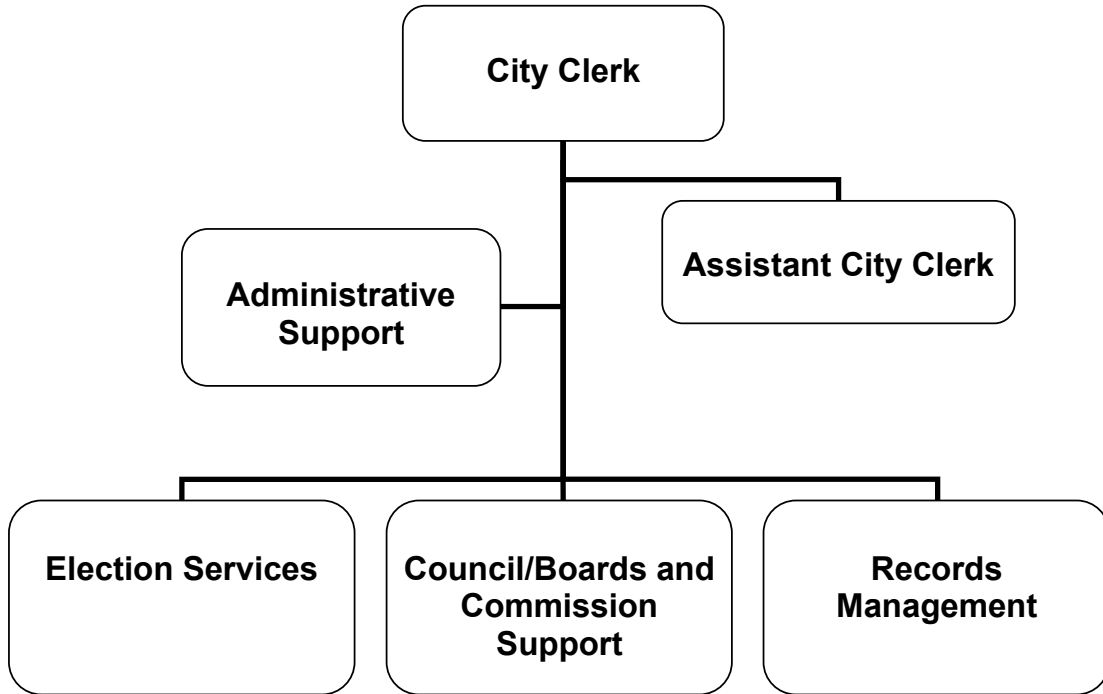 City Clerk
Assistant City Clerk
Administrative
Support
Election Services
Council/Boards and
Commission
Support
Records
Management